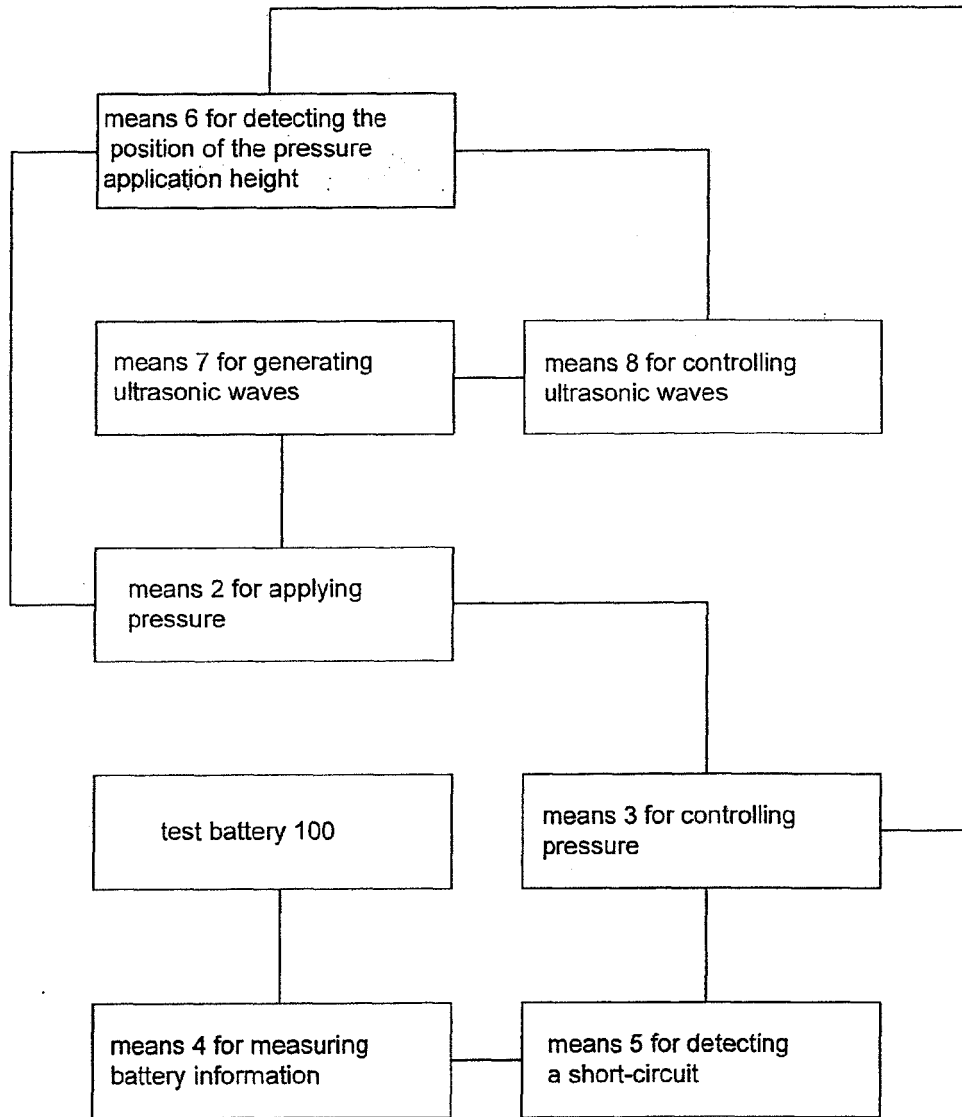 means 6 for detecting the
position of the pressure
application height
means 7 for generating
ultrasonic waves
means 8 for controlling
ultrasonic waves
means 2 for applying
pressure
test battery 100
means 3 for controlling
pressure
means 4 for measuring
battery information
means 5 for detecting
a short-circuit